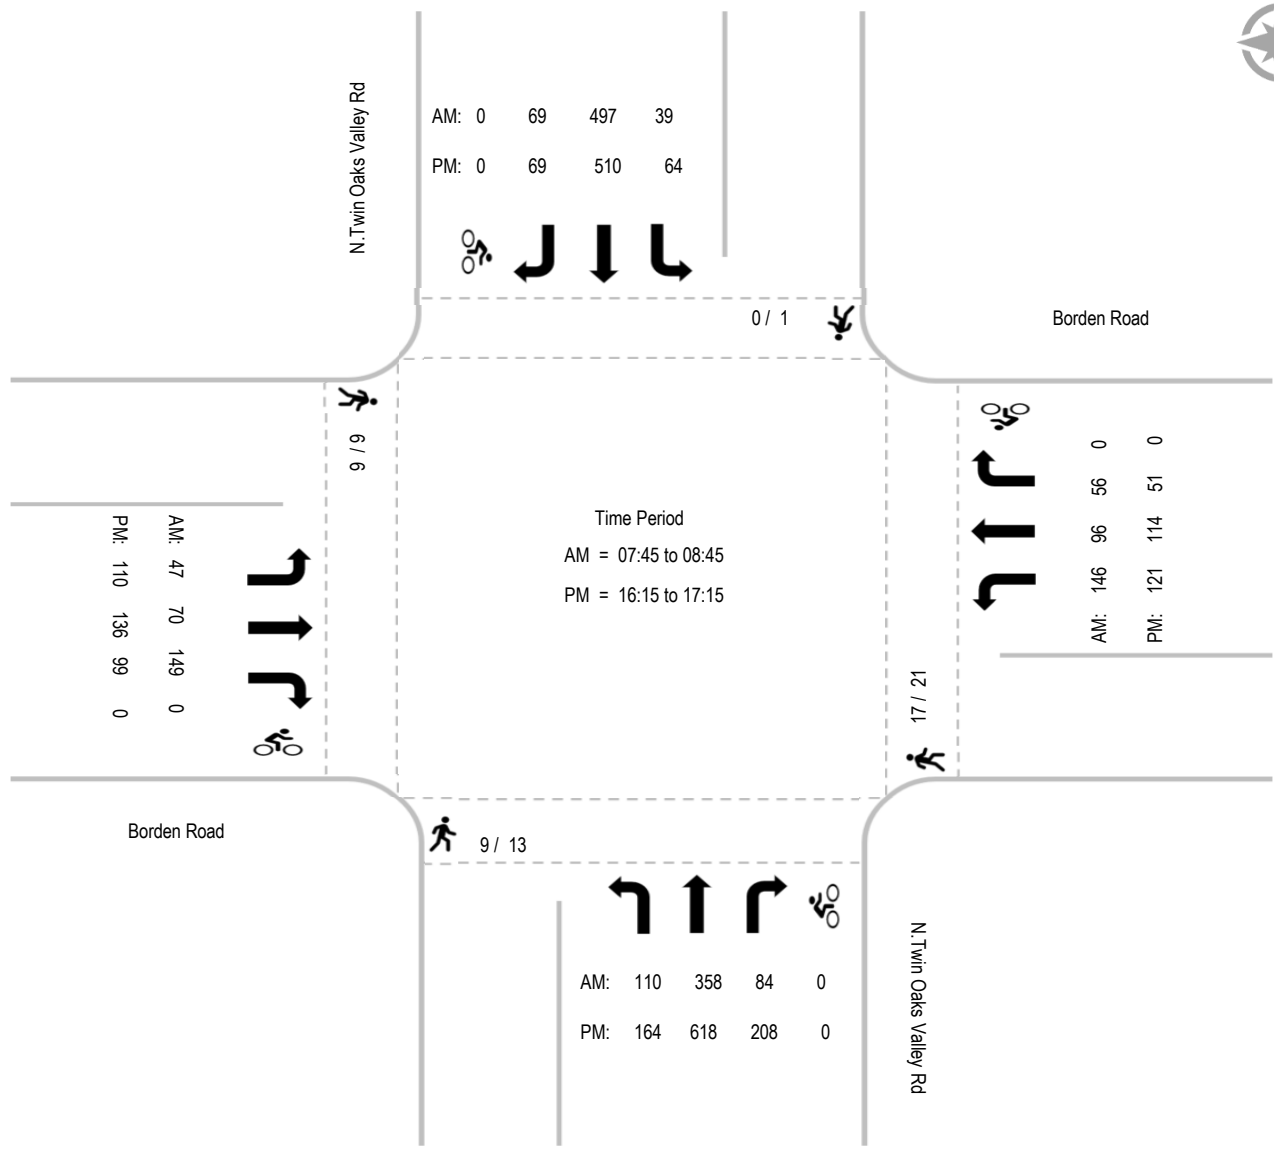 N.Twin Oaks Valley Rd
AM: 0 69 497 39
PM: 0 69 510 64
0 / 1
Borden Road
6 / 6
AM: 47 70 149 0
PM: 110 136 99 0
Time Period
AM = 07:45 to 08:45
PM = 16:15 to 17:15
AM: 146 96 56 0
PM: 121 114 51 0
17 / 21
Borden Road
9 / 13
AM: 110 358 84 0
PM: 164 618 208 0
N.Twin Oaks Valley Rd